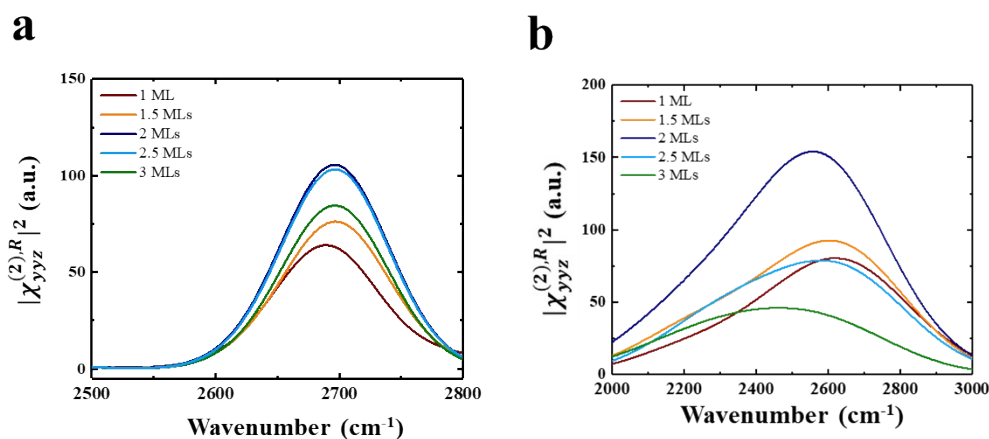 a
|χ_yyz^(2),R|^2 (a.u.)
150
100
50
0
1 ML
1.5 MLs
2 MLs
2.5 MLs
3 MLs
2500 2600 2700 2800
Wavenumber (cm⁻¹)
b
|χ_yyz^(2),R|^2 (a.u.)
200
150
100
50
0
1 ML
1.5 MLs
2 MLs
2.5 MLs
3 MLs
2000 2200 2400 2600 2800 3000
Wavenumber (cm⁻¹)